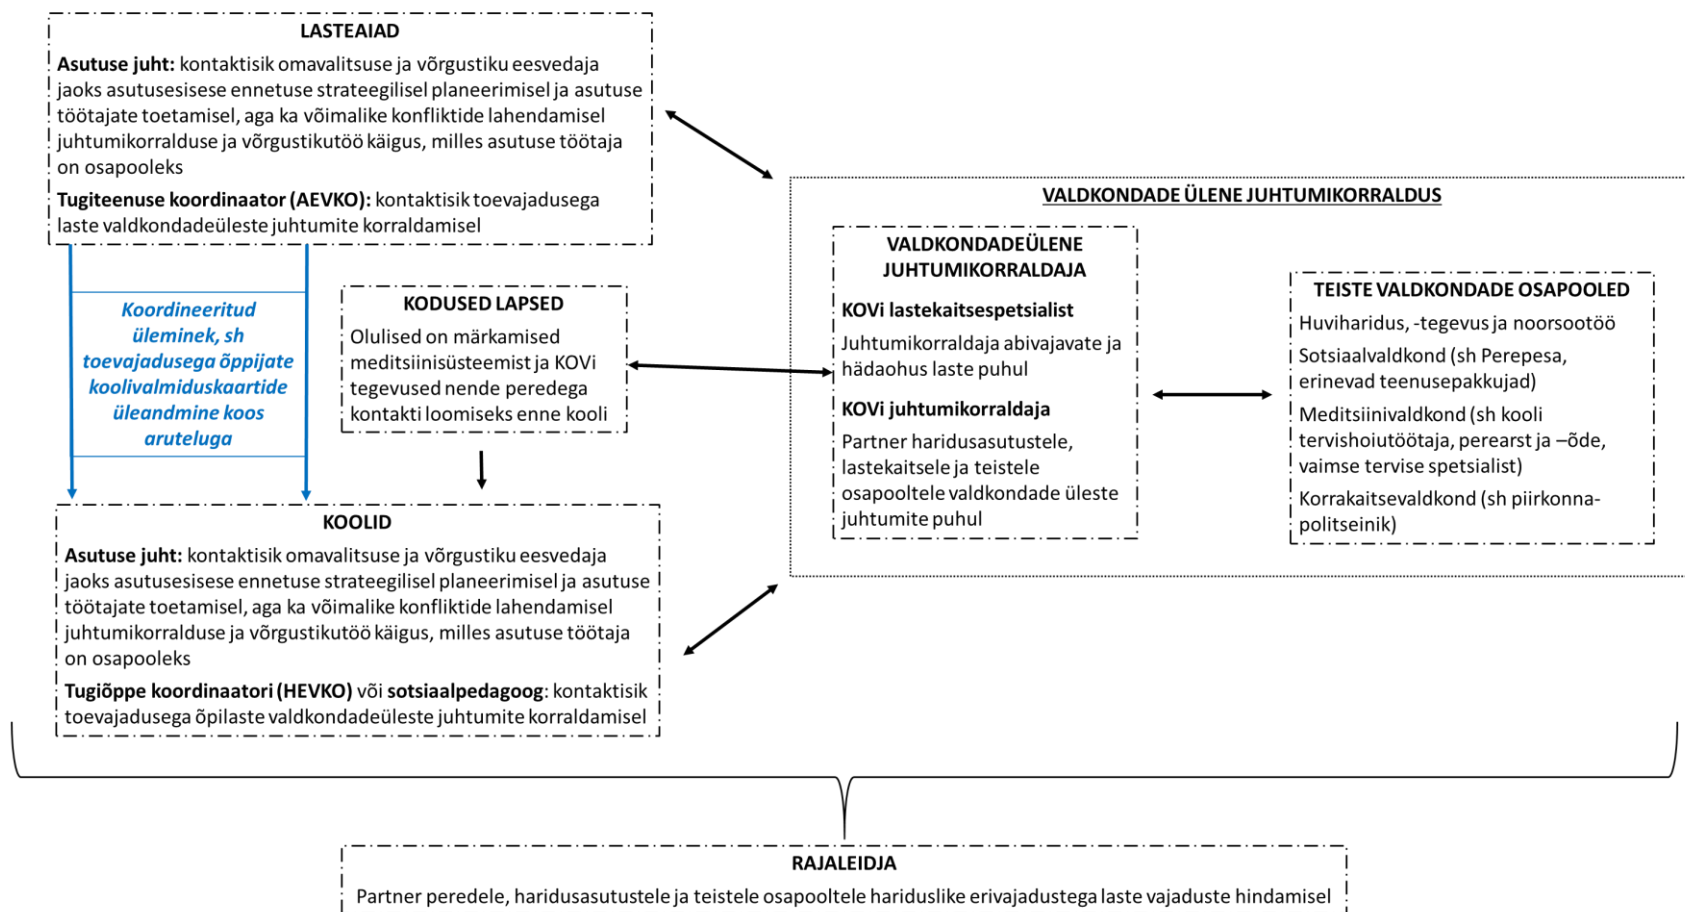 LASTEAIAD
Asutuse juht: kontaktisik omavalitsuse ja võrgustiku eesvedaja
jaoks asutusesisese ennetuse strateegilisel planeerimisel ja asutuse
töötajate toetamisel, aga ka võimalike konfliktide lahendamisel
juhtumikorralduse ja võrgustikutöö käigus, milles asutuse töötaja
on osapooleks
Tugiteenuse koordinaator (AEVKO): kontaktisik toevajadusega
laste valdkondadeüleste juhtumite korraldamisel
Koordineeritud
üleminek, sh
toevajadusega õppijate
koolivalmiduskaartide
üleandmine koos
aruteluga
KODUSED LAPSED
Olulised on märkamised
meditsiinisüsteemist ja KOVi
tegevused nende peredega
kontakti loomiseks enne kooli
KOOLID
Asutuse juht: kontaktisik omavalitsuse ja võrgustiku eesvedaja
jaoks asutusesisese ennetuse strateegilisel planeerimisel ja asutuse
töötajate toetamisel, aga ka võimalike konfliktide lahendamisel
juhtumikorralduse ja võrgustikutöö käigus, milles asutuse töötaja
on osapooleks
Tugiõppe koordinaatori (HEVKO) või sotsiaalpedagoog: kontaktisik
toevajadusega õpilaste valdkondadeüleste juhtumite korraldamisel
VALDKONDADE ÜLENE JUHTUMIKORRALDUS
VALDKONDADEÜLENE
JUHTUMIKORRALDAJA
KOVi lastekaitsespetsialist
Juhtumikorraldaja abivajavate ja
hädaohus laste puhul
KOVi juhtumikorraldaja
Partner haridusasutustele,
lastekaitsele ja teistele
osapooltele valdkondade üleste
juhtumite puhul
TEISTE VALDKONDADE OSAPOOLED
Huviharidus, -tegevus ja noorsootöö
Sotsiaalvaldkond (sh Perepesa,
erinevad teenusepakkujad)
Meditsiinivaldkond (sh kooli
tervishoiutöötaja, perearst ja –õde,
vaimse tervise spetsialist)
Korrakaitsevaldkond (sh piirkonna-
politseinik)
RAJALEIDJA
Partner peredele, haridusasutustele ja teistele osapooltele hariduslike erivajadustega laste vajaduste hindamisel